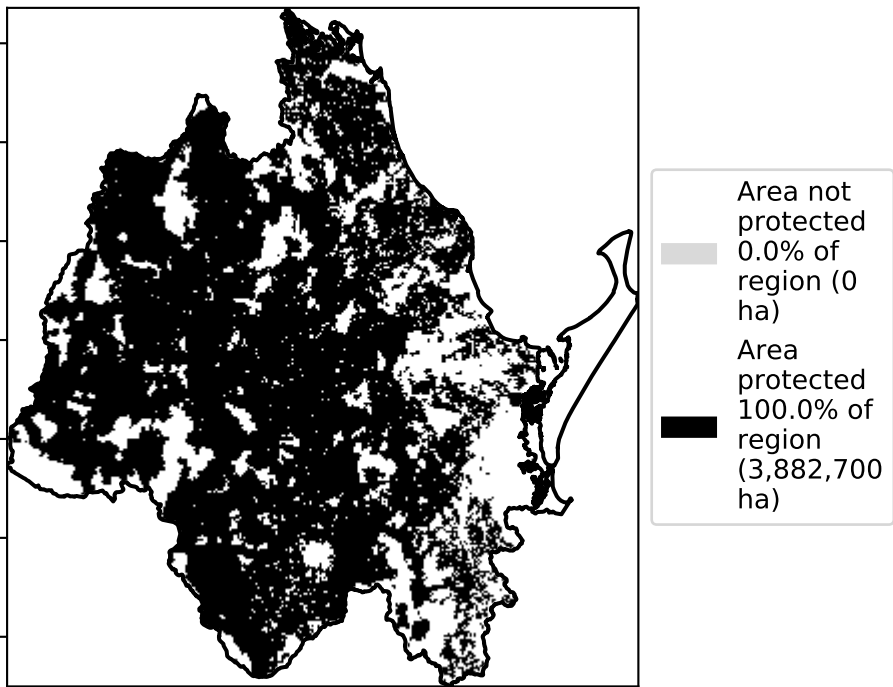 Area not
protected
0.0% of
region (0
ha)
Area
protected
100.0% of
region
(3,882,700
ha)